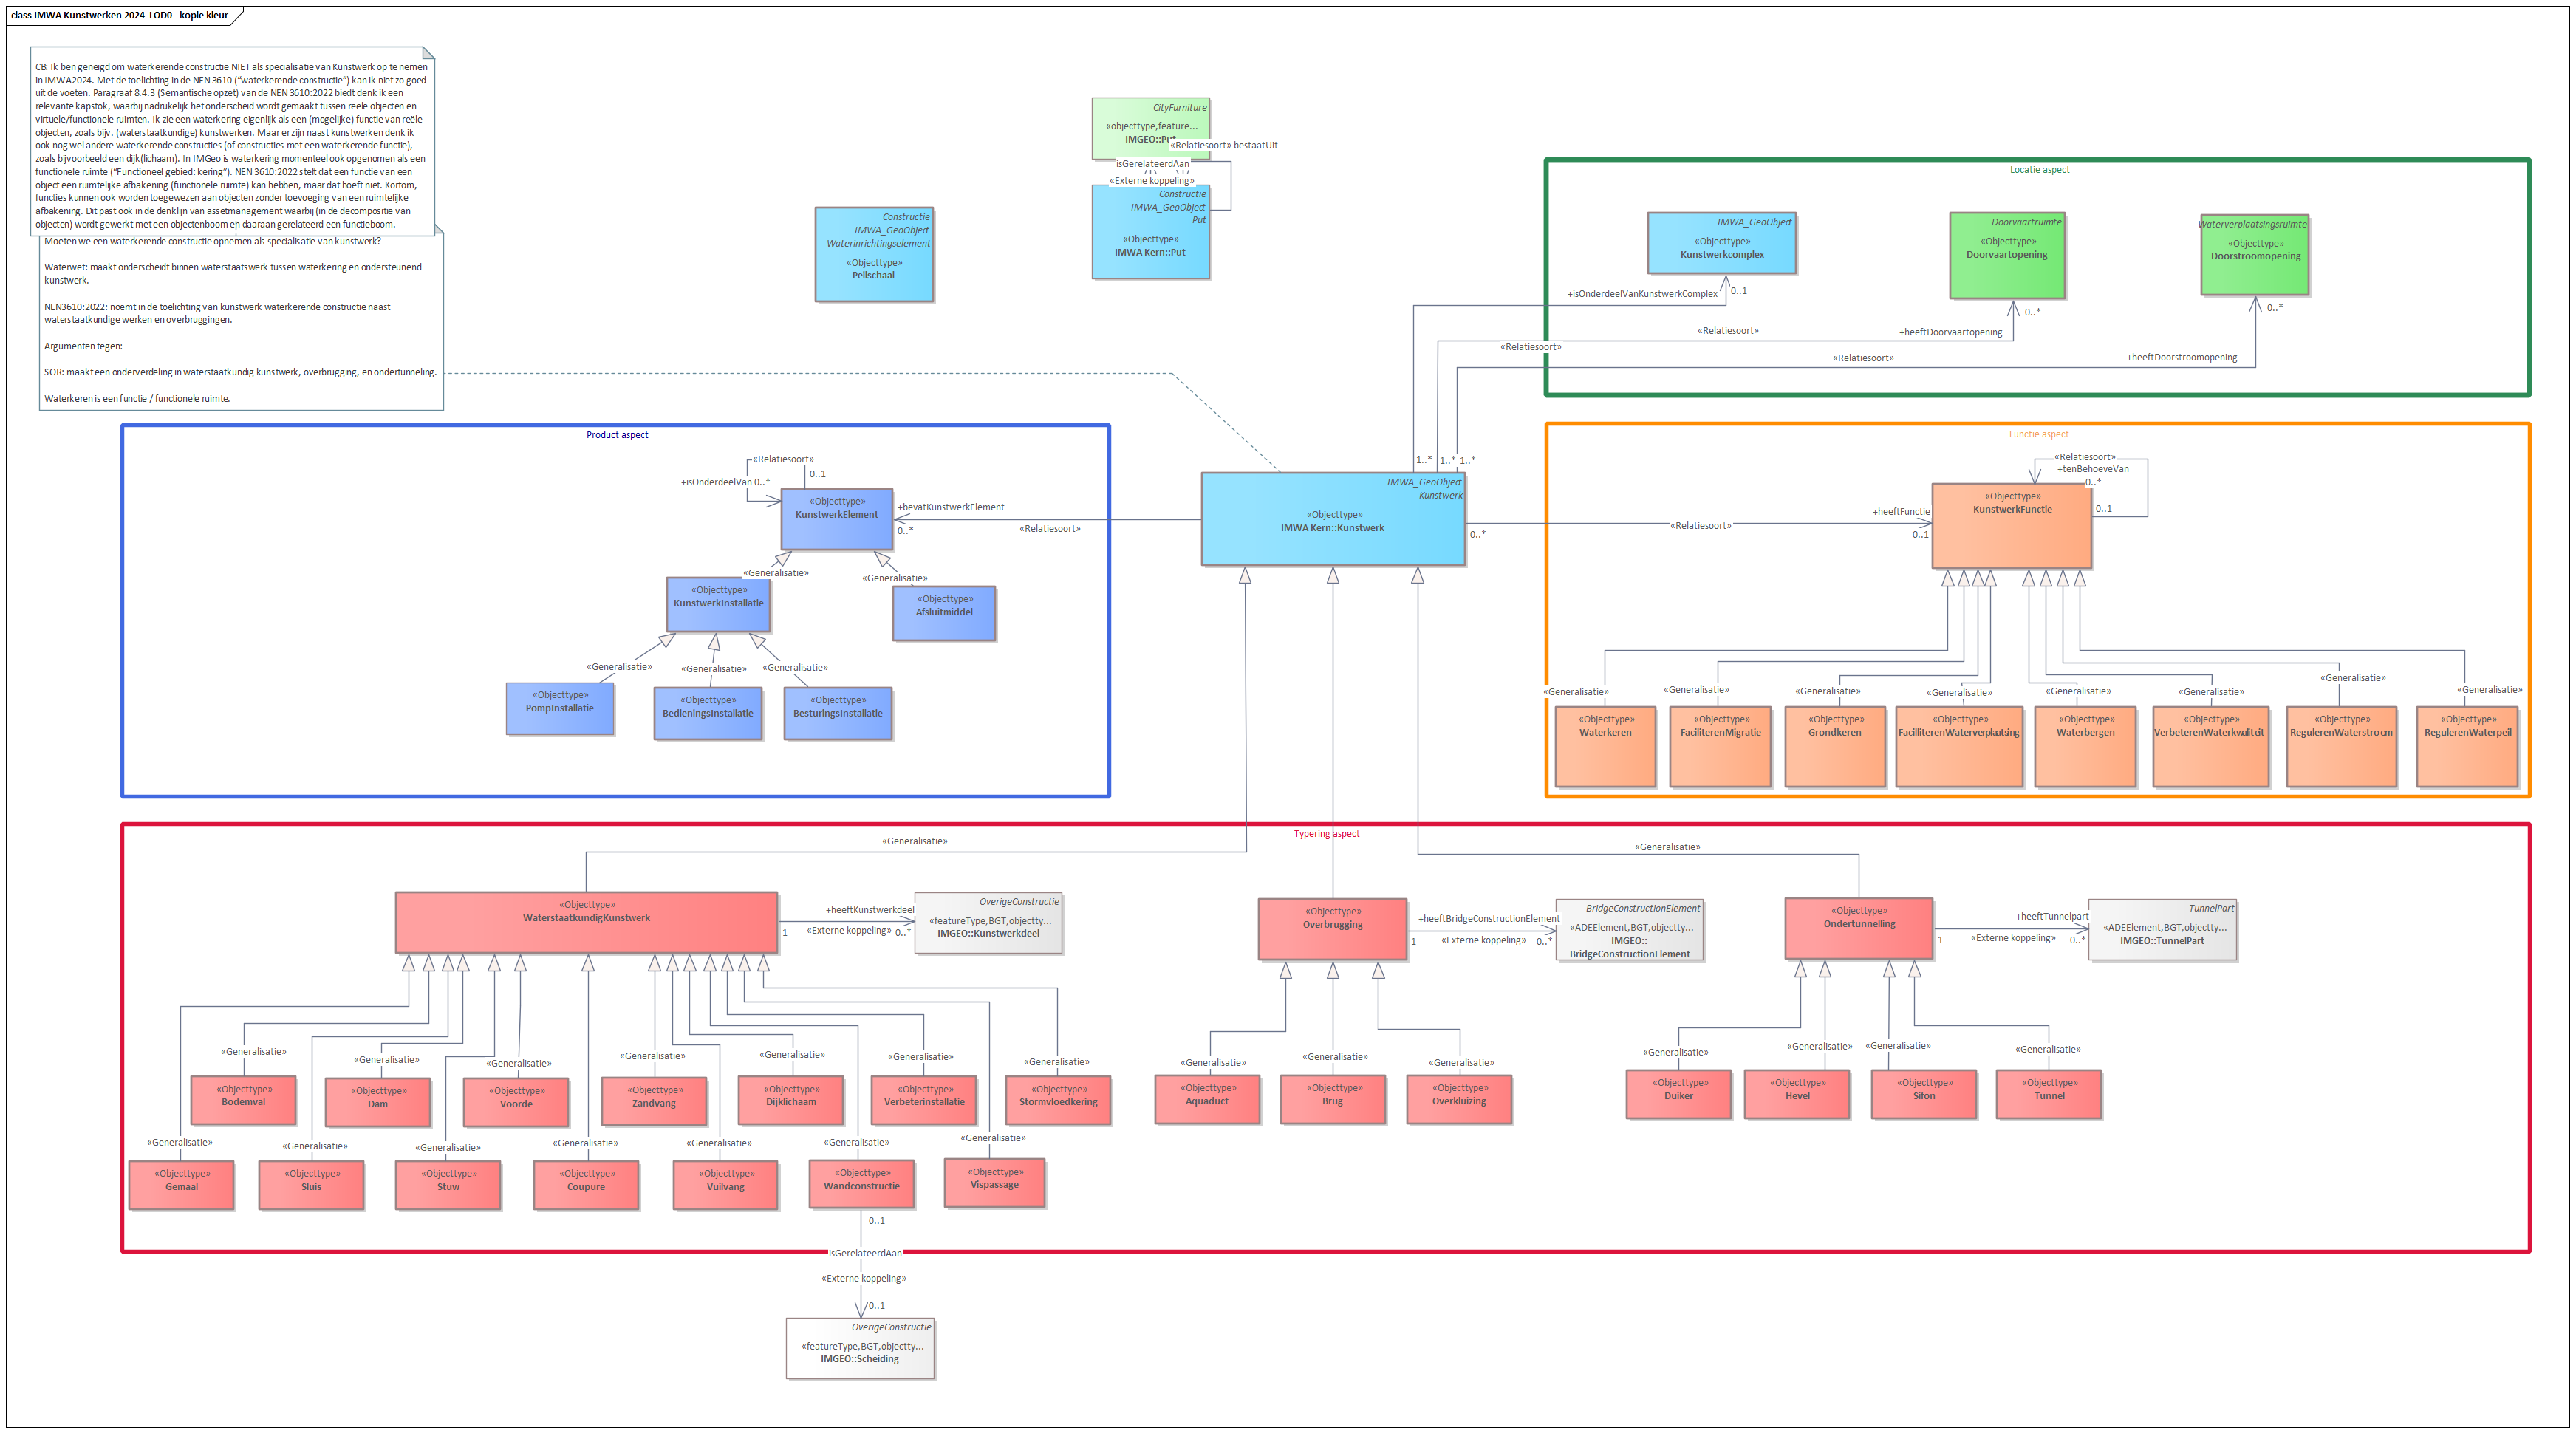 class IMWA Kunstwerken 2024 LOD0 - kopie kleur
CB: Ik ben geneigd om waterkerende constructie NIET als specialisatie van Kunstwerk op te nemen
in IMWA2024. Met de toelichting in de NEN 3610 ("waterkerende constructie") kan ik niet zo goed
uit de voeten. Paragraaf 8.4.3 (Semantische opzet) van de NEN 3610:2022 biedt denk ik een
relevante kapstok, waarbij nadrukelijk het onderscheid wordt gemaakt tussen reële objecten en
virtuele/functionele ruimten. Ik zie een waterkering eigenlijk als een (mogelijke) functie van reële
objecten, zoals bijv. (waterstaatkundige) kunstwerken. Maar er zijn naast kunstwerken denk ik
ook nog wel andere waterkerende constructies (of constructies met een waterkerende functie),
zoals bijvoorbeeld een dijk(lichaam). In IMGeo is watering momenteel ook opgenomen als een
functionele ruimte ("Functioneel gebied: kering"). NEN 3610:2022 stelt dat een functie van een
object een ruimtelijke afbakening (functionele ruimte) kan hebben, maar dat hoeft niet. Kortom,
functies kunnen ook worden toegewezen aan objecten zonder toevoeging van een ruimtelijke
afbakening. Dit past ook in de denklijn van assetmanagement waarbij (in de decompositie van
objecten) wordt gewerkt met een objectenboom en daaraan gerelateerd een functieboom.
Moeten we een waterkerende constructie opnemen als specialisatie van kunstwerk?
Waterwet: maakt onderscheidt binnen waterstaatswerk tussen waterkering en ondersteunend
kunstwerk.
NEN3610:2022: noemt in de toelichting van kunstwerk waterkerende constructie naast
waterstaatkundige werken en overbruggingen.
Argumenten tegen:
SOR: maakt een onderverdeling in waterstaatkundig kunstwerk, overbrugging, en ondertunneling.
Waterkeren is een functie / functionele ruimte.
CityFurniture
«objecttype,feature...
IMGEO::Put
«Relatiesoort» bestaatUit
isGerelateerdAan
«Externe koppeling»
Constructie
IMWA_GeoObject
Put
«Objecttype»
IMWA Kern::Put
Constructie
IMWA_GeoObject
Waterinrichtingselement
«Objecttype»
Peilschaal
Locatie aspect
IMWA_GeoObject
«Objecttype»
Kunstwerkcomplex
Doorvaartruimte
«Objecttype»
Doorvaartopening
Waterverplaatsingsruimte
«Objecttype»
Doorstroomopening
+isOnderdeelVanKunstwerkComplex
0..1
0..*
0..*
«Relatiesoort»
«Relatiesoort»
+heeftDoorvaartopening
«Relatiesoort»
+heeftDoorstroomopening
1..*
1..*
1..*
Product aspect
«Relatiesoort»
0..1
+isOnderdeelVan 0..*
«Objecttype»
KunstwerkElement
+bevatKunstwerkElement
0..*
«Relatiesoort»
«Generalisatie»
«Generalisatie»
«Objecttype»
KunstwerkInstallatie
«Objecttype»
Afsluitmiddel
«Generalisatie»
«Generalisatie»
«Generalisatie»
«Objecttype»
PompInstallatie
«Objecttype»
BedieningsInstallatie
«Objecttype»
BesturingsInstallatie
IMWA_GeoObject
Kunstwerk
«Objecttype»
IMWA Kern::Kunstwerk
0..*
«Relatiesoort»
+heeftFunctie
0..1
Functie aspect
«Relatiesoort»
+tenBehoeveVan
0..*
0..1
«Objecttype»
KunstwerkFunctie
«Generalisatie»
«Generalisatie»
«Generalisatie»
«Generalisatie»
«Generalisatie»
«Generalisatie»
«Generalisatie»
«Generalisatie»
«Objecttype»
Waterkeren
«Objecttype»
FaciliterenMigratie
«Objecttype»
Grondkeren
«Objecttype»
FacilliterenWaterverplaatsing
«Objecttype»
Waterbergen
«Objecttype»
VerbeterenWaterkwaliteit
«Objecttype»
RegulerenWaterstroom
«Objecttype»
RegulerenWaterpeil
Typering aspect
«Generalisatie»
«Generalisatie»
«Objecttype»
WaterstaatkundigKunstwerk
+heeftKunstwerkdeel
1
«Externe koppeling»
0..*
OverigeConstructie
«featureType,BGT,objectty...
IMGEO::Kunstwerkdeel
«Objecttype»
Overbrugging
+heeftBridgeConstructionElement
1
«Externe koppeling»
0..*
BridgeConstructionElement
«ADEElement,BGT,objectty...
IMGEO::
BridgeConstructionElement
«Objecttype»
Ondertunnelling
+heeftTunnelpart
1
«Externe koppeling»
0..*
TunnelPart
«ADEElement,BGT,objectty...
IMGEO::TunnelPart
«Generalisatie»
«Generalisatie»
«Generalisatie»
«Generalisatie»
«Generalisatie»
«Generalisatie»
«Generalisatie»
«Objecttype»
Bodemval
«Objecttype»
Dam
«Objecttype»
Voorde
«Objecttype»
Zandvang
«Objecttype»
Dijklichaam
«Objecttype»
Verbeterinstallatie
«Objecttype»
Stormvloedkering
«Generalisatie»
«Generalisatie»
«Generalisatie»
«Objecttype»
Aquaduct
«Objecttype»
Brug
«Objecttype»
Overkluizing
«Generalisatie»
«Generalisatie»
«Generalisatie»
«Generalisatie»
«Objecttype»
Duiker
«Objecttype»
Hevel
«Objecttype»
Sifon
«Objecttype»
Tunnel
«Generalisatie»
«Generalisatie»
«Generalisatie»
«Generalisatie»
«Generalisatie»
«Generalisatie»
«Generalisatie»
«Objecttype»
Gemaal
«Objecttype»
Sluis
«Objecttype»
Stuw
«Objecttype»
Coupure
«Objecttype»
Vuilvang
«Objecttype»
Wandconstructie
«Objecttype»
Vispassage
0..1
isGerelateerdAan
«Externe koppeling»
0..1
OverigeConstructie
«featureType,BGT,objectty...
IMGEO::Scheiding